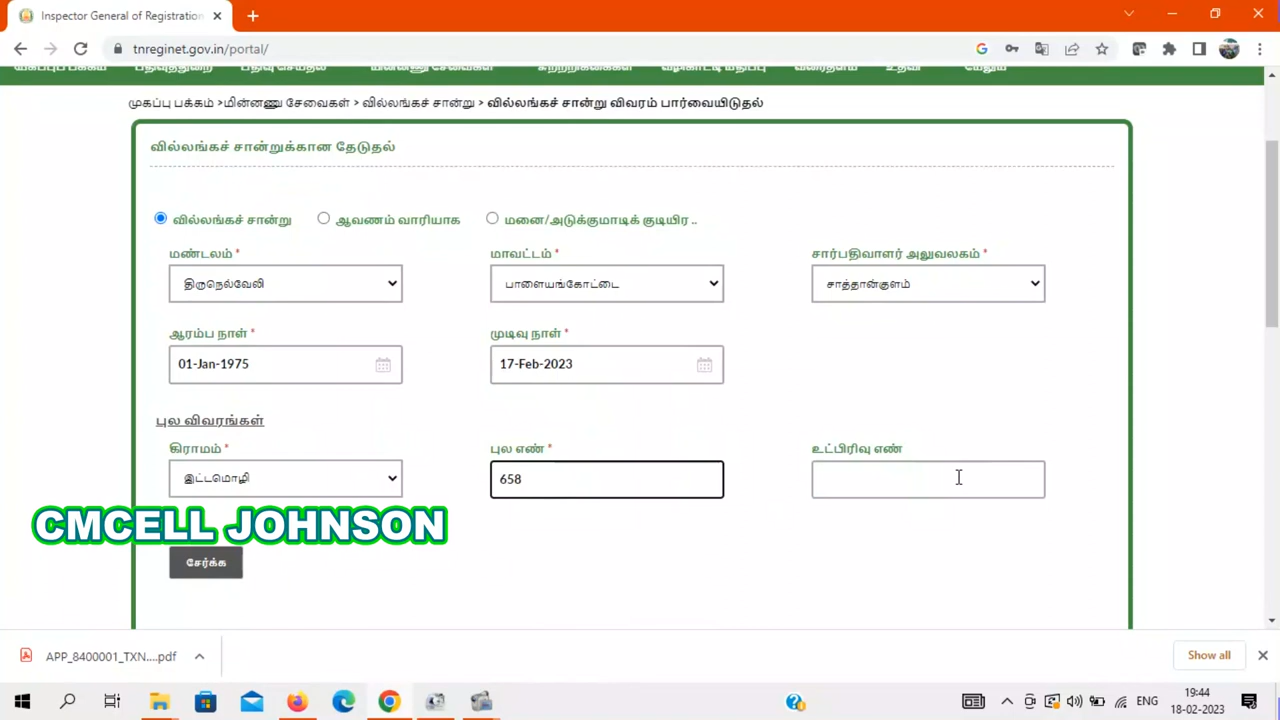 Inspector General of Registration
tnreginet.gov.in/portal/
முகப்பு பக்கம் >மின்னணு சேவைகள் > வில்லங்கச் சான்று > வில்லங்கச் சான்று விவரம் பார்வையிடுதல்
வில்லங்கச் சான்றுக்கான தேடுதல்
வில்லங்கச் சான்று ஆவணம் வாரியாக மனை/அடுக்குமாடிக் குடியிர ..
மண்டலம் * மாவட்டம் * சார்பதிவாளர் அலுவலகம் *
திருநெல்வேலி பாளையங்கோட்டை சாத்தான்குளம்
ஆரம்ப நாள் * முடிவு நாள் *
01-Jan-1975 17-Feb-2023
புல விவரங்கள்
கிராமம் * புல எண் * உட்பிரிவு எண்
இட்டமொழி 658
CMCELL JOHNSON
சேர்க்க
APP_8400001_TXN....pdf Show all
ENG 19:44
18-02-2023